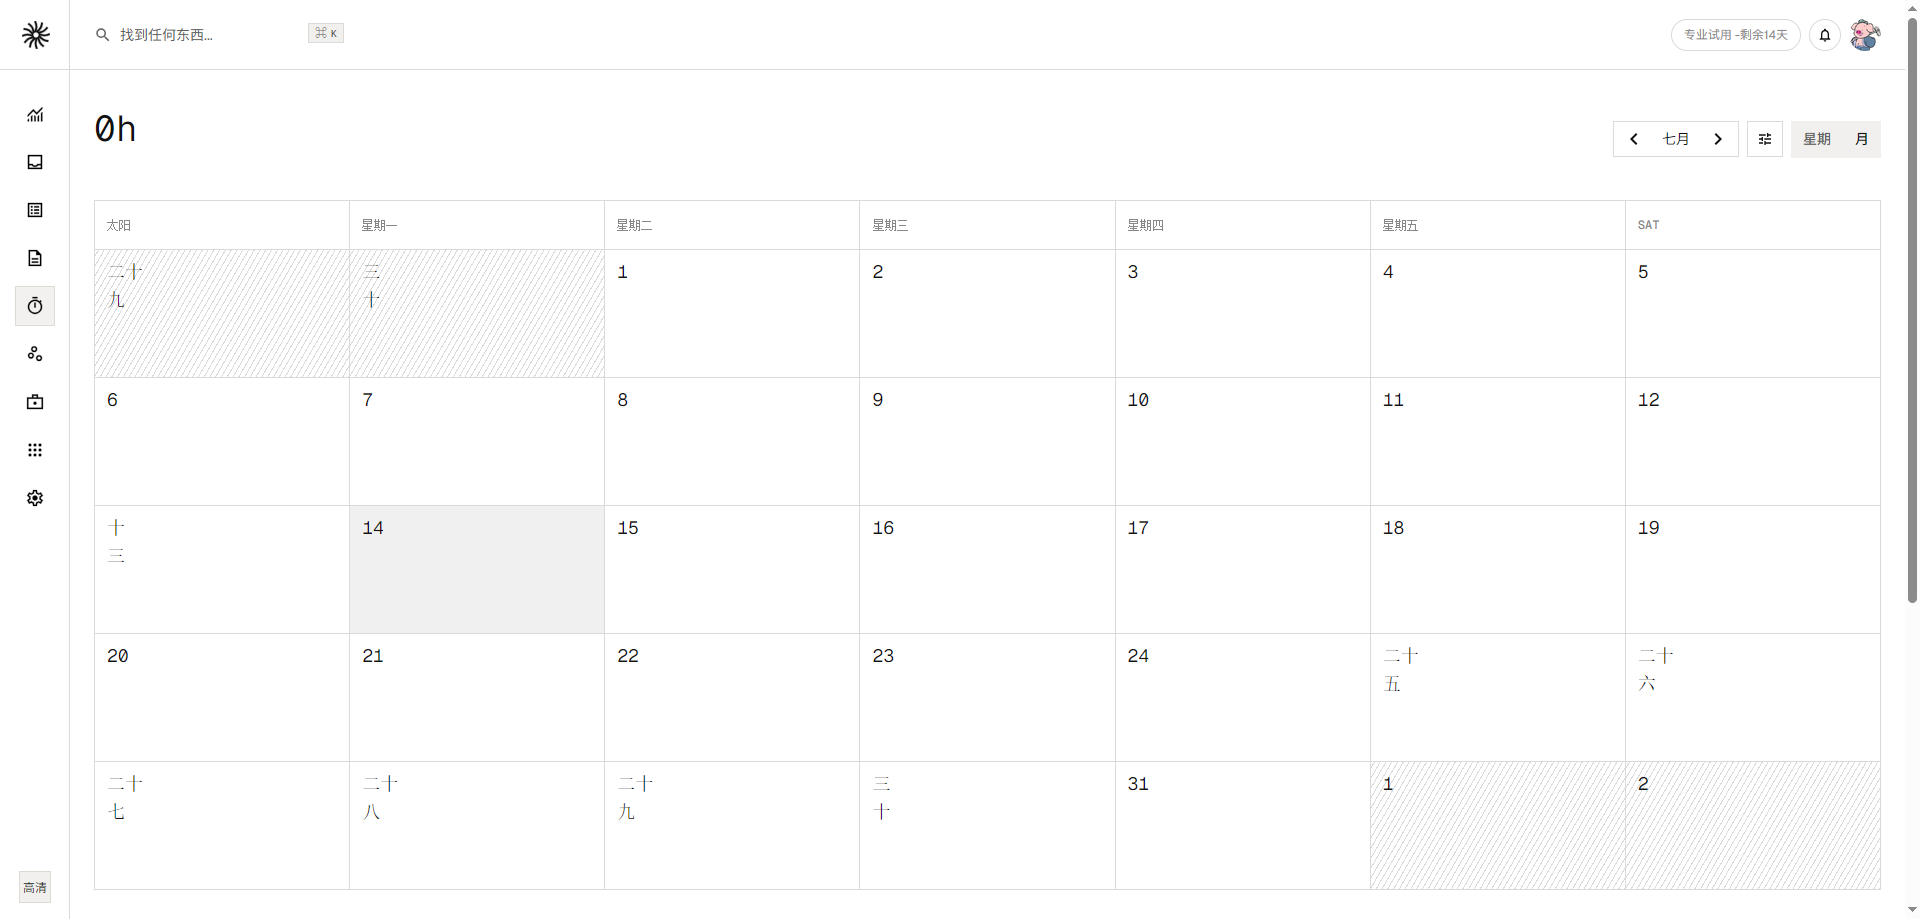 找到任何东西...
⌘ K
专业试用 -剩余14天
0h
七月
星期
月
太阳
星期一
星期二
星期三
星期四
星期五
SAT
二十
九
三
十
1
2
3
4
5
6
7
8
9
10
11
12
十
三
14
15
16
17
18
19
20
21
22
23
24
二十
五
二十
六
二十
七
二十
八
二十
九
三
十
31
1
2
高清